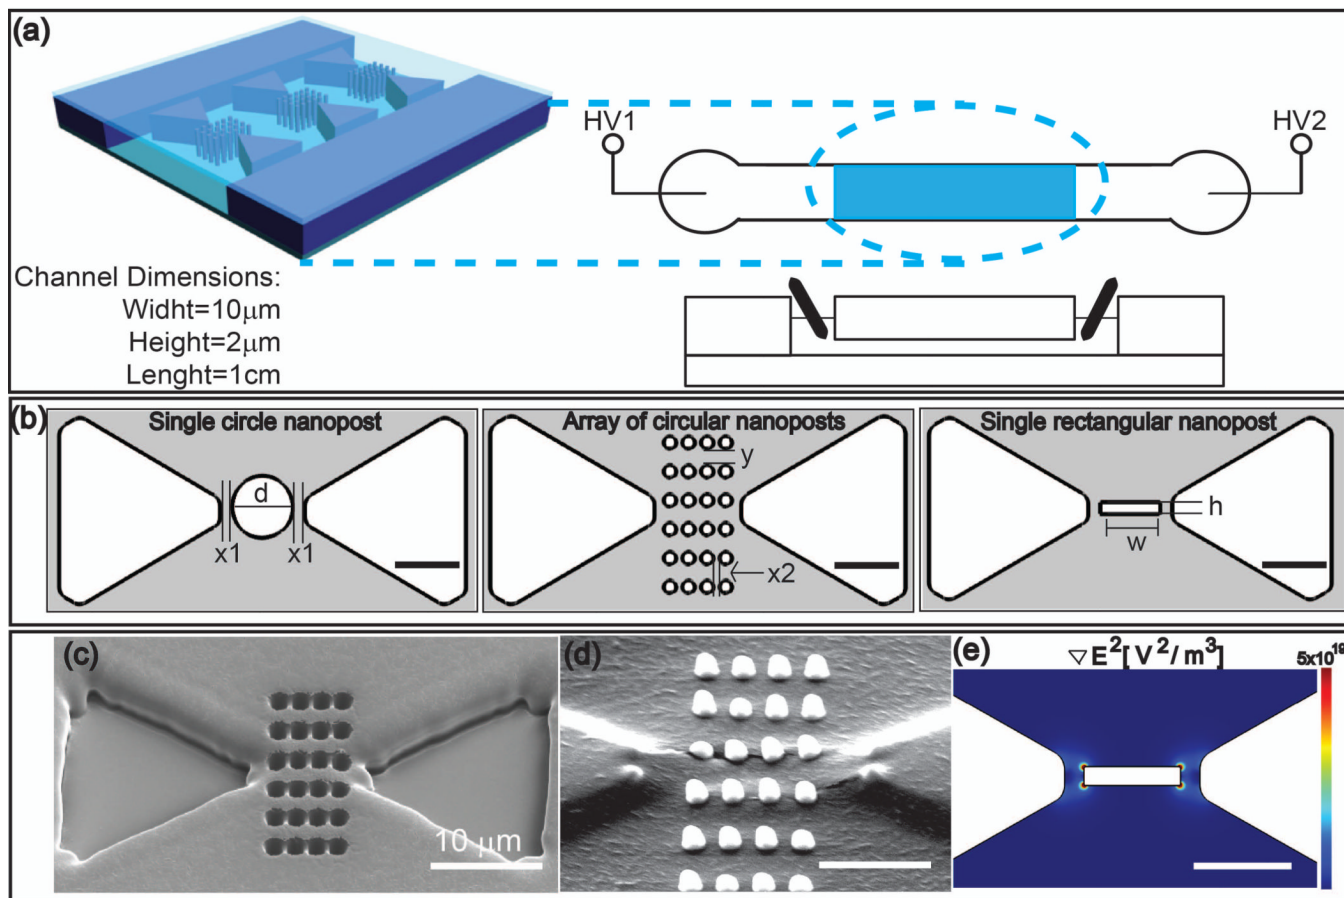 (a)
HV1
HV2
Channel Dimensions:
Widht=10μm
Height=2μm
Lenght=1cm
(b)
Single circle nanopost
Array of circular nanoposts
Single rectangular nanopost
d
x1
x1
y
x2
h
w
(c)
10 μm
(d)
(e)
▽E²[V²/m³]
5x10¹⁹